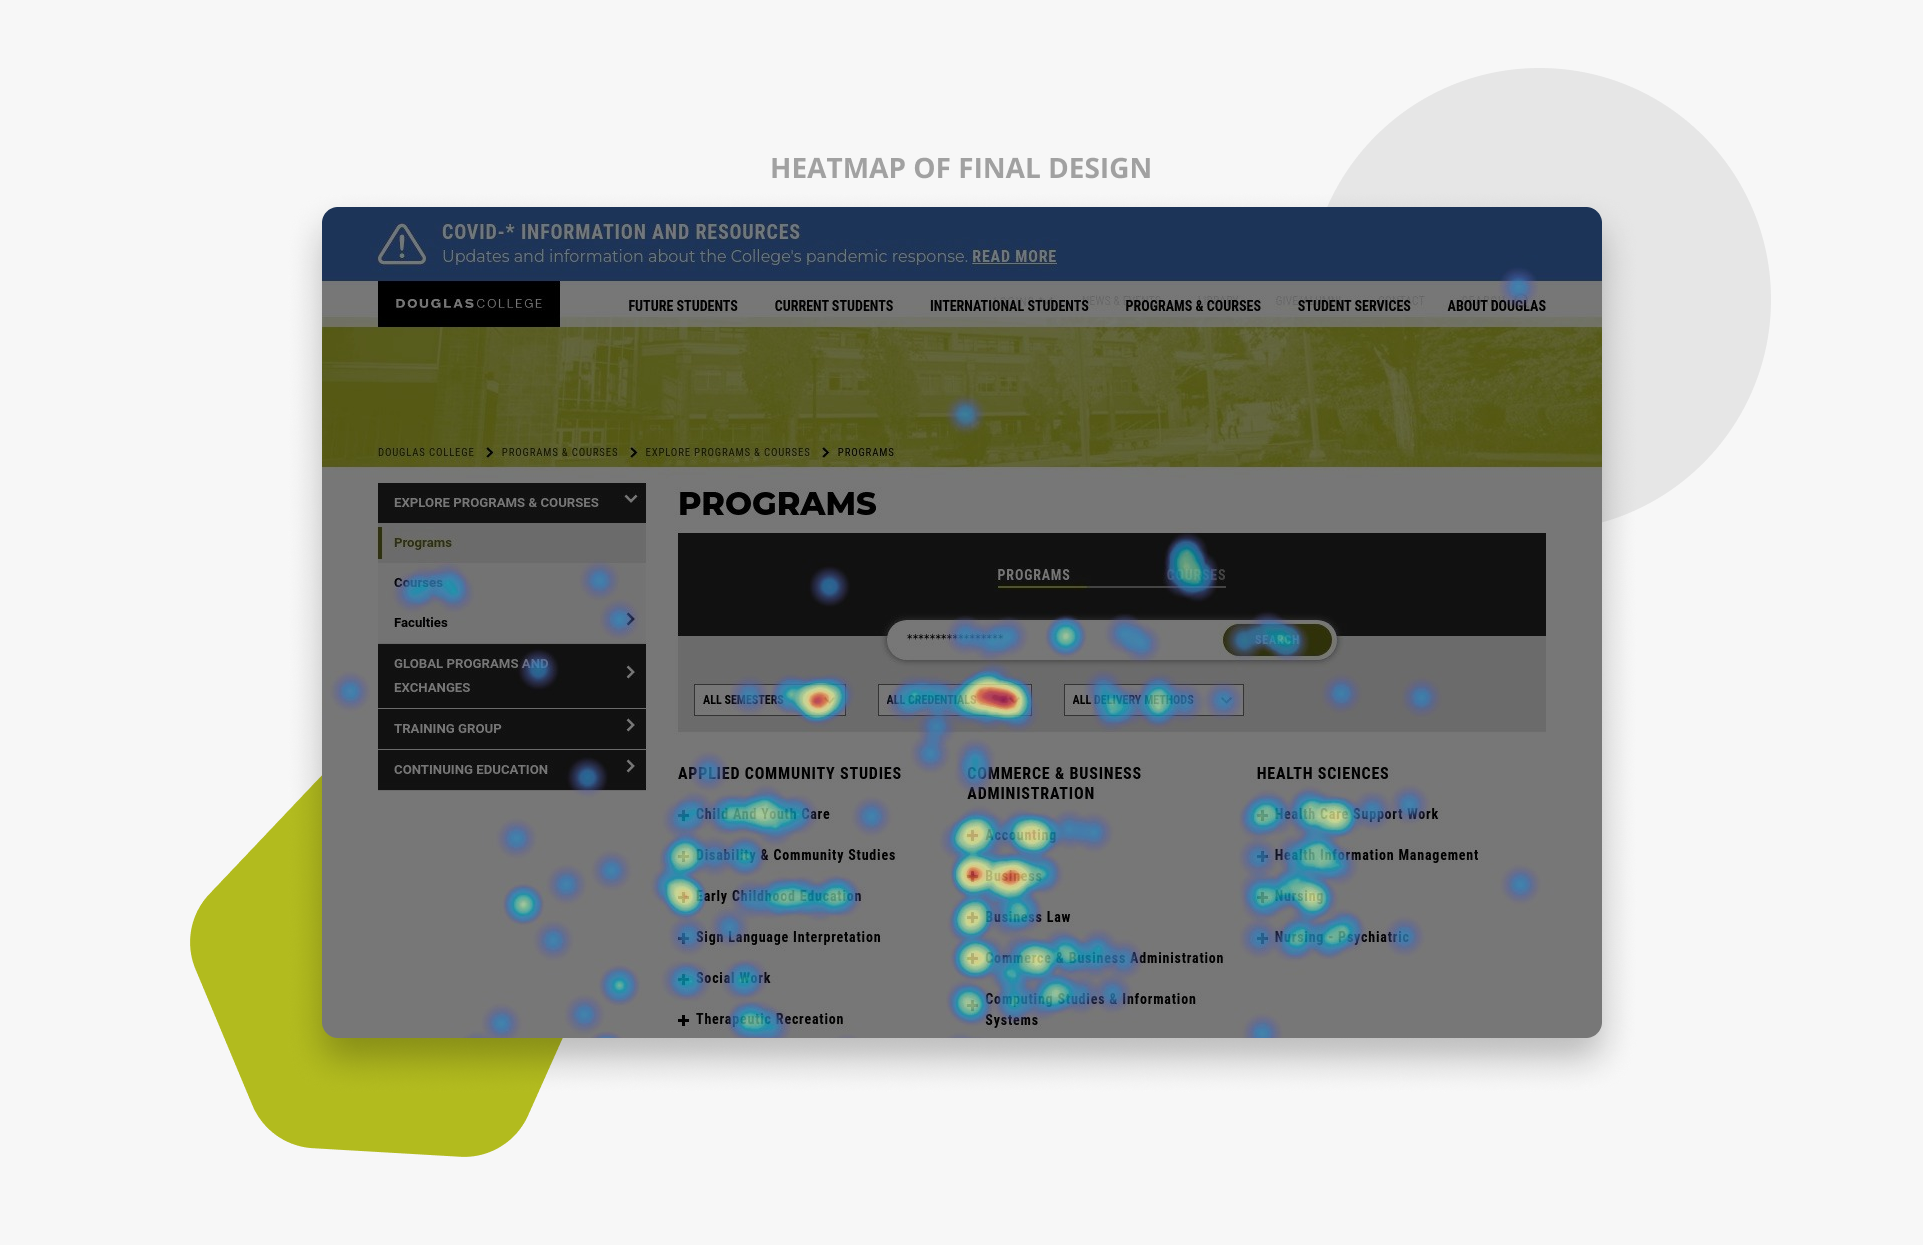 HEATMAP OF FINAL DESIGN
COVID-* INFORMATION AND RESOURCES
Updates and information about the College's pandemic response. READ MORE
DOUGLASCOLLEGE
NEWS &
CONTACT
FUTURE STUDENTS
CURRENT STUDENTS
INTERNATIONAL STUDENTS
PROGRAMS & COURSES
STUDENT SERVICES
ABOUT DOUGLAS
DOUGLAS COLLEGE
PROGRAMS & COURSES
EXPLORE PROGRAMS & COURSES
PROGRAMS
EXPLORE PROGRAMS & COURSES
Programs
Courses
Faculties
GLOBAL PROGRAMS AND
EXCHANGES
TRAINING GROUP
CONTINUING EDUCATION
PROGRAMS
PROGRAMS
COURSES
*****************
SEARCH
ALL SEMESTERS
ALL CREDENTIALS
ALL DELIVERY METHODS
APPLIED COMMUNITY STUDIES
Child And Youth Care
Disability & Community Studies
Early Childhood Education
Sign Language Interpretation
Social Work
Therapeutic Recreation
COMMERCE & BUSINESS
ADMINISTRATION
Accounting
Business
Business Law
Commerce & Business Administration
Computing Studies & Information
Systems
HEALTH SCIENCES
Health Care Support Work
Health Information Management
Nursing
Nursing - Psychiatric